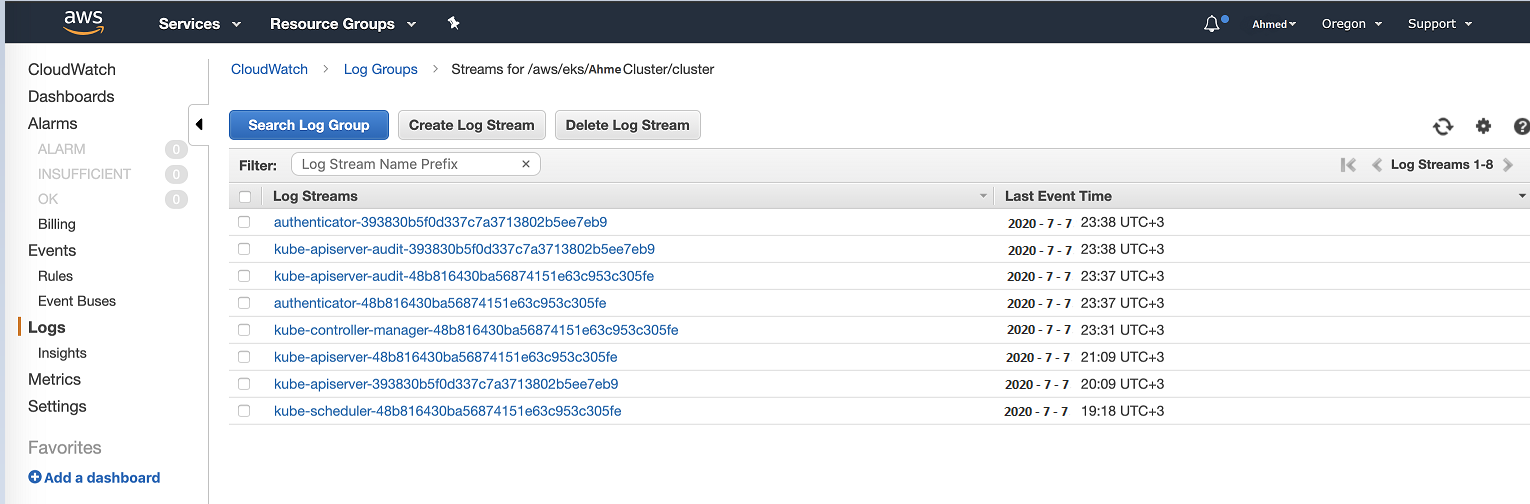 aws Services Resource Groups Ahmed Oregon Support
CloudWatch
Dashboards
Alarms
ALARM 0
INSUFFICIENT 0
OK 0
Billing
Events
Rules
Event Buses
Logs
Insights
Metrics
Settings
Favorites
Add a dashboard
CloudWatch > Log Groups > Streams for /aws/eks/AhmeCluster/cluster
Search Log Group Create Log Stream Delete Log Stream ?
Filter: Log Stream Name Prefix × Log Streams 1-8
Log Streams Last Event Time
authenticator-393830b5f0d337c7a3713802b5ee7eb9 2020 - 7 - 7 23:38 UTC+3
kube-apiserver-audit-393830b5f0d337c7a3713802b5ee7eb9 2020 - 7 - 7 23:38 UTC+3
kube-apiserver-audit-48b816430ba56874151e63c953c305fe 2020 - 7 - 7 23:37 UTC+3
authenticator-48b816430ba56874151e63c953c305fe 2020 - 7 - 7 23:37 UTC+3
kube-controller-manager-48b816430ba56874151e63c953c305fe 2020 - 7 - 7 23:31 UTC+3
kube-apiserver-48b816430ba56874151e63c953c305fe 2020 - 7 - 7 21:09 UTC+3
kube-apiserver-393830b5f0d337c7a3713802b5ee7eb9 2020 - 7 - 7 20:09 UTC+3
kube-scheduler-48b816430ba56874151e63c953c305fe 2020 - 7 - 7 19:18 UTC+3